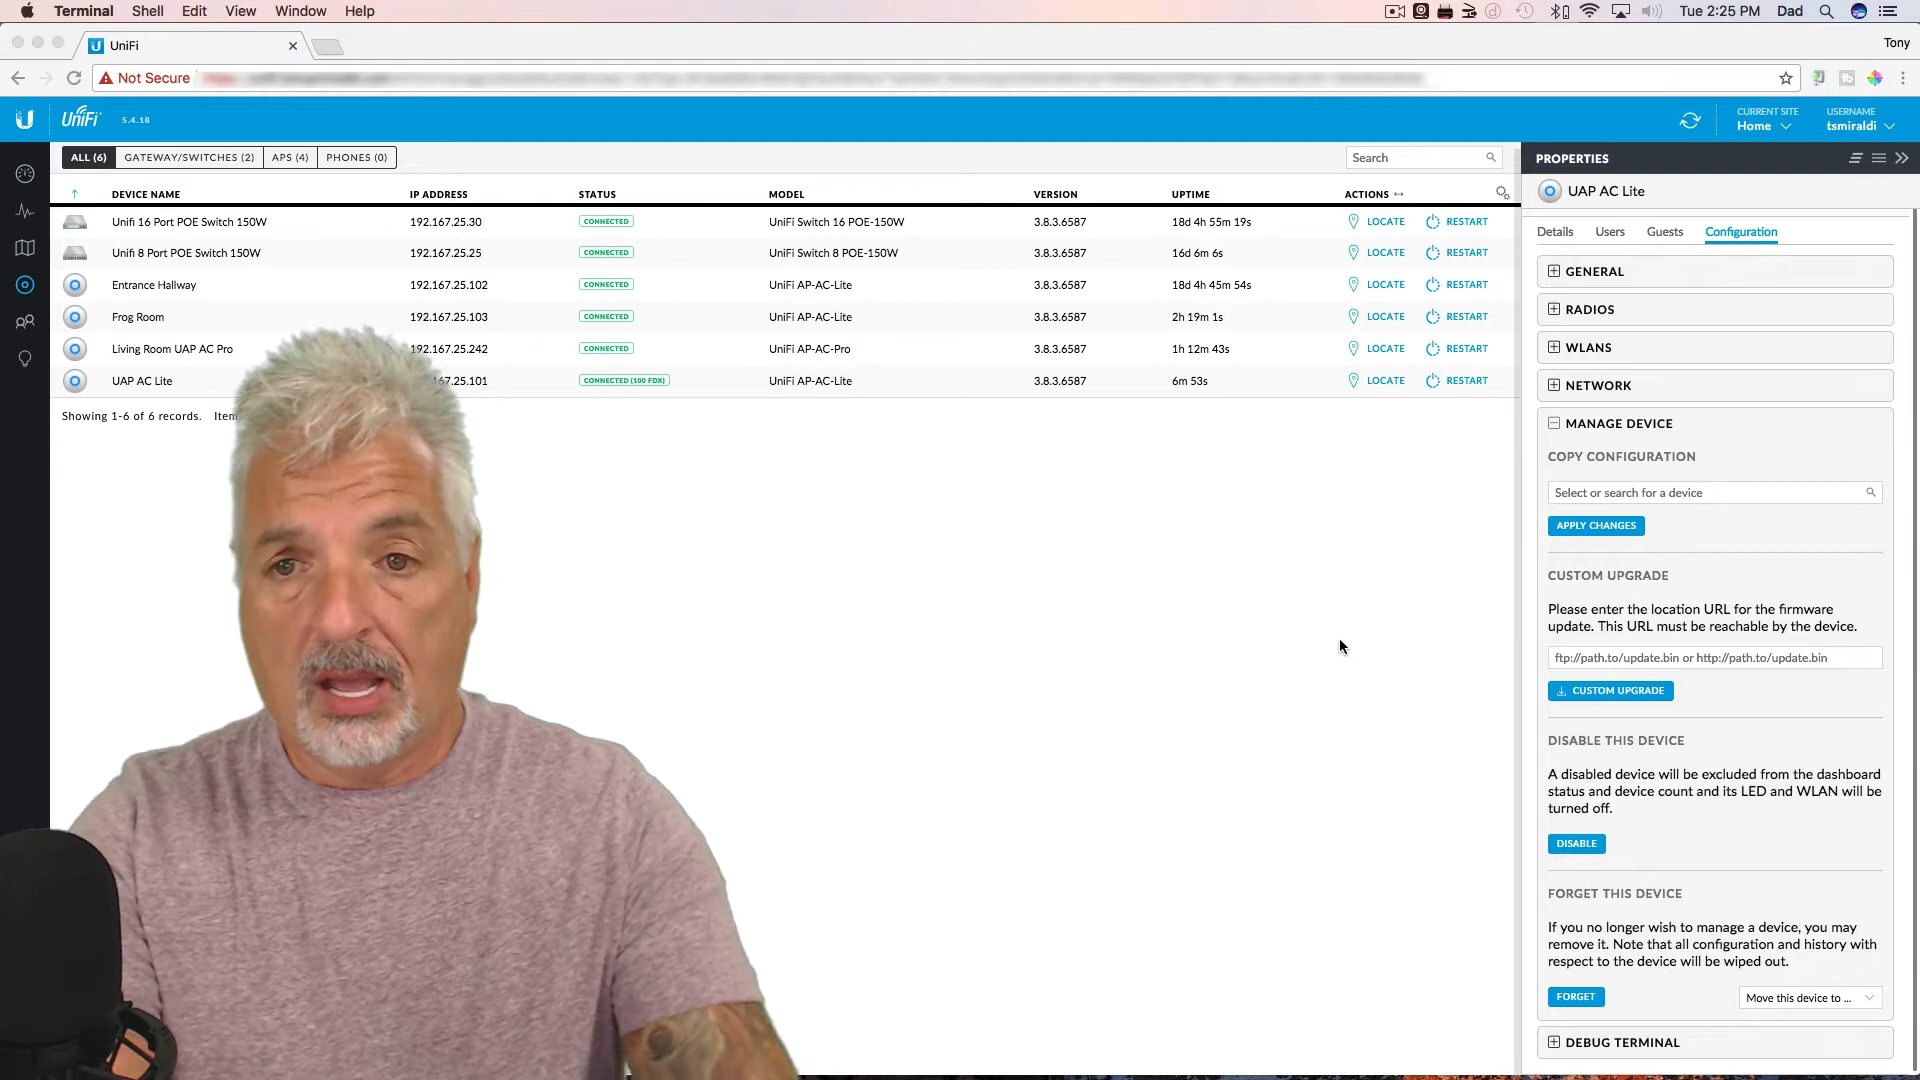 Terminal Shell Edit View Window Help Tue 2:25 PM Dad
UniFi Tony
Not Secure
U UniFi 5.4.18 CURRENT SITE USERNAME
Home tsmiraldi
ALL (6) GATEWAY/SWITCHES (2) APS (4) PHONES (0) Search PROPERTIES
UAP AC Lite
DEVICE NAME IP ADDRESS STATUS MODEL VERSION UPTIME ACTIONS
Unifi 16 Port POE Switch 150W 192.167.25.30 CONNECTED UniFi Switch 16 POE-150W 3.8.3.6587 18d 4h 55m 19s LOCATE RESTART
Unifi 8 Port POE Switch 150W 192.167.25.25 CONNECTED UniFi Switch 8 POE-150W 3.8.3.6587 16d 6m 6s LOCATE RESTART
Entrance Hallway 192.167.25.102 CONNECTED UniFi AP-AC-Lite 3.8.3.6587 18d 4h 45m 54s LOCATE RESTART
Frog Room 192.167.25.103 CONNECTED UniFi AP-AC-Lite 3.8.3.6587 2h 19m 1s LOCATE RESTART
Living Room UAP AC Pro 192.167.25.242 CONNECTED UniFi AP-AC-Pro 3.8.3.6587 1h 12m 43s LOCATE RESTART
UAP AC Lite 67.25.101 CONNECTED (100 FDX) UniFi AP-AC-Lite 3.8.3.6587 6m 53s LOCATE RESTART
Showing 1-6 of 6 records. Item
Details Users Guests Configuration
GENERAL
RADIOS
WLANS
NETWORK
MANAGE DEVICE
COPY CONFIGURATION
Select or search for a device
APPLY CHANGES
CUSTOM UPGRADE
Please enter the location URL for the firmware
update. This URL must be reachable by the device.
ftp://path.to/update.bin or http://path.to/update.bin
CUSTOM UPGRADE
DISABLE THIS DEVICE
A disabled device will be excluded from the dashboard
status and device count and its LED and WLAN will be
turned off.
DISABLE
FORGET THIS DEVICE
If you no longer wish to manage a device, you may
remove it. Note that all configuration and history with
respect to the device will be wiped out.
FORGET Move this device to ...
DEBUG TERMINAL